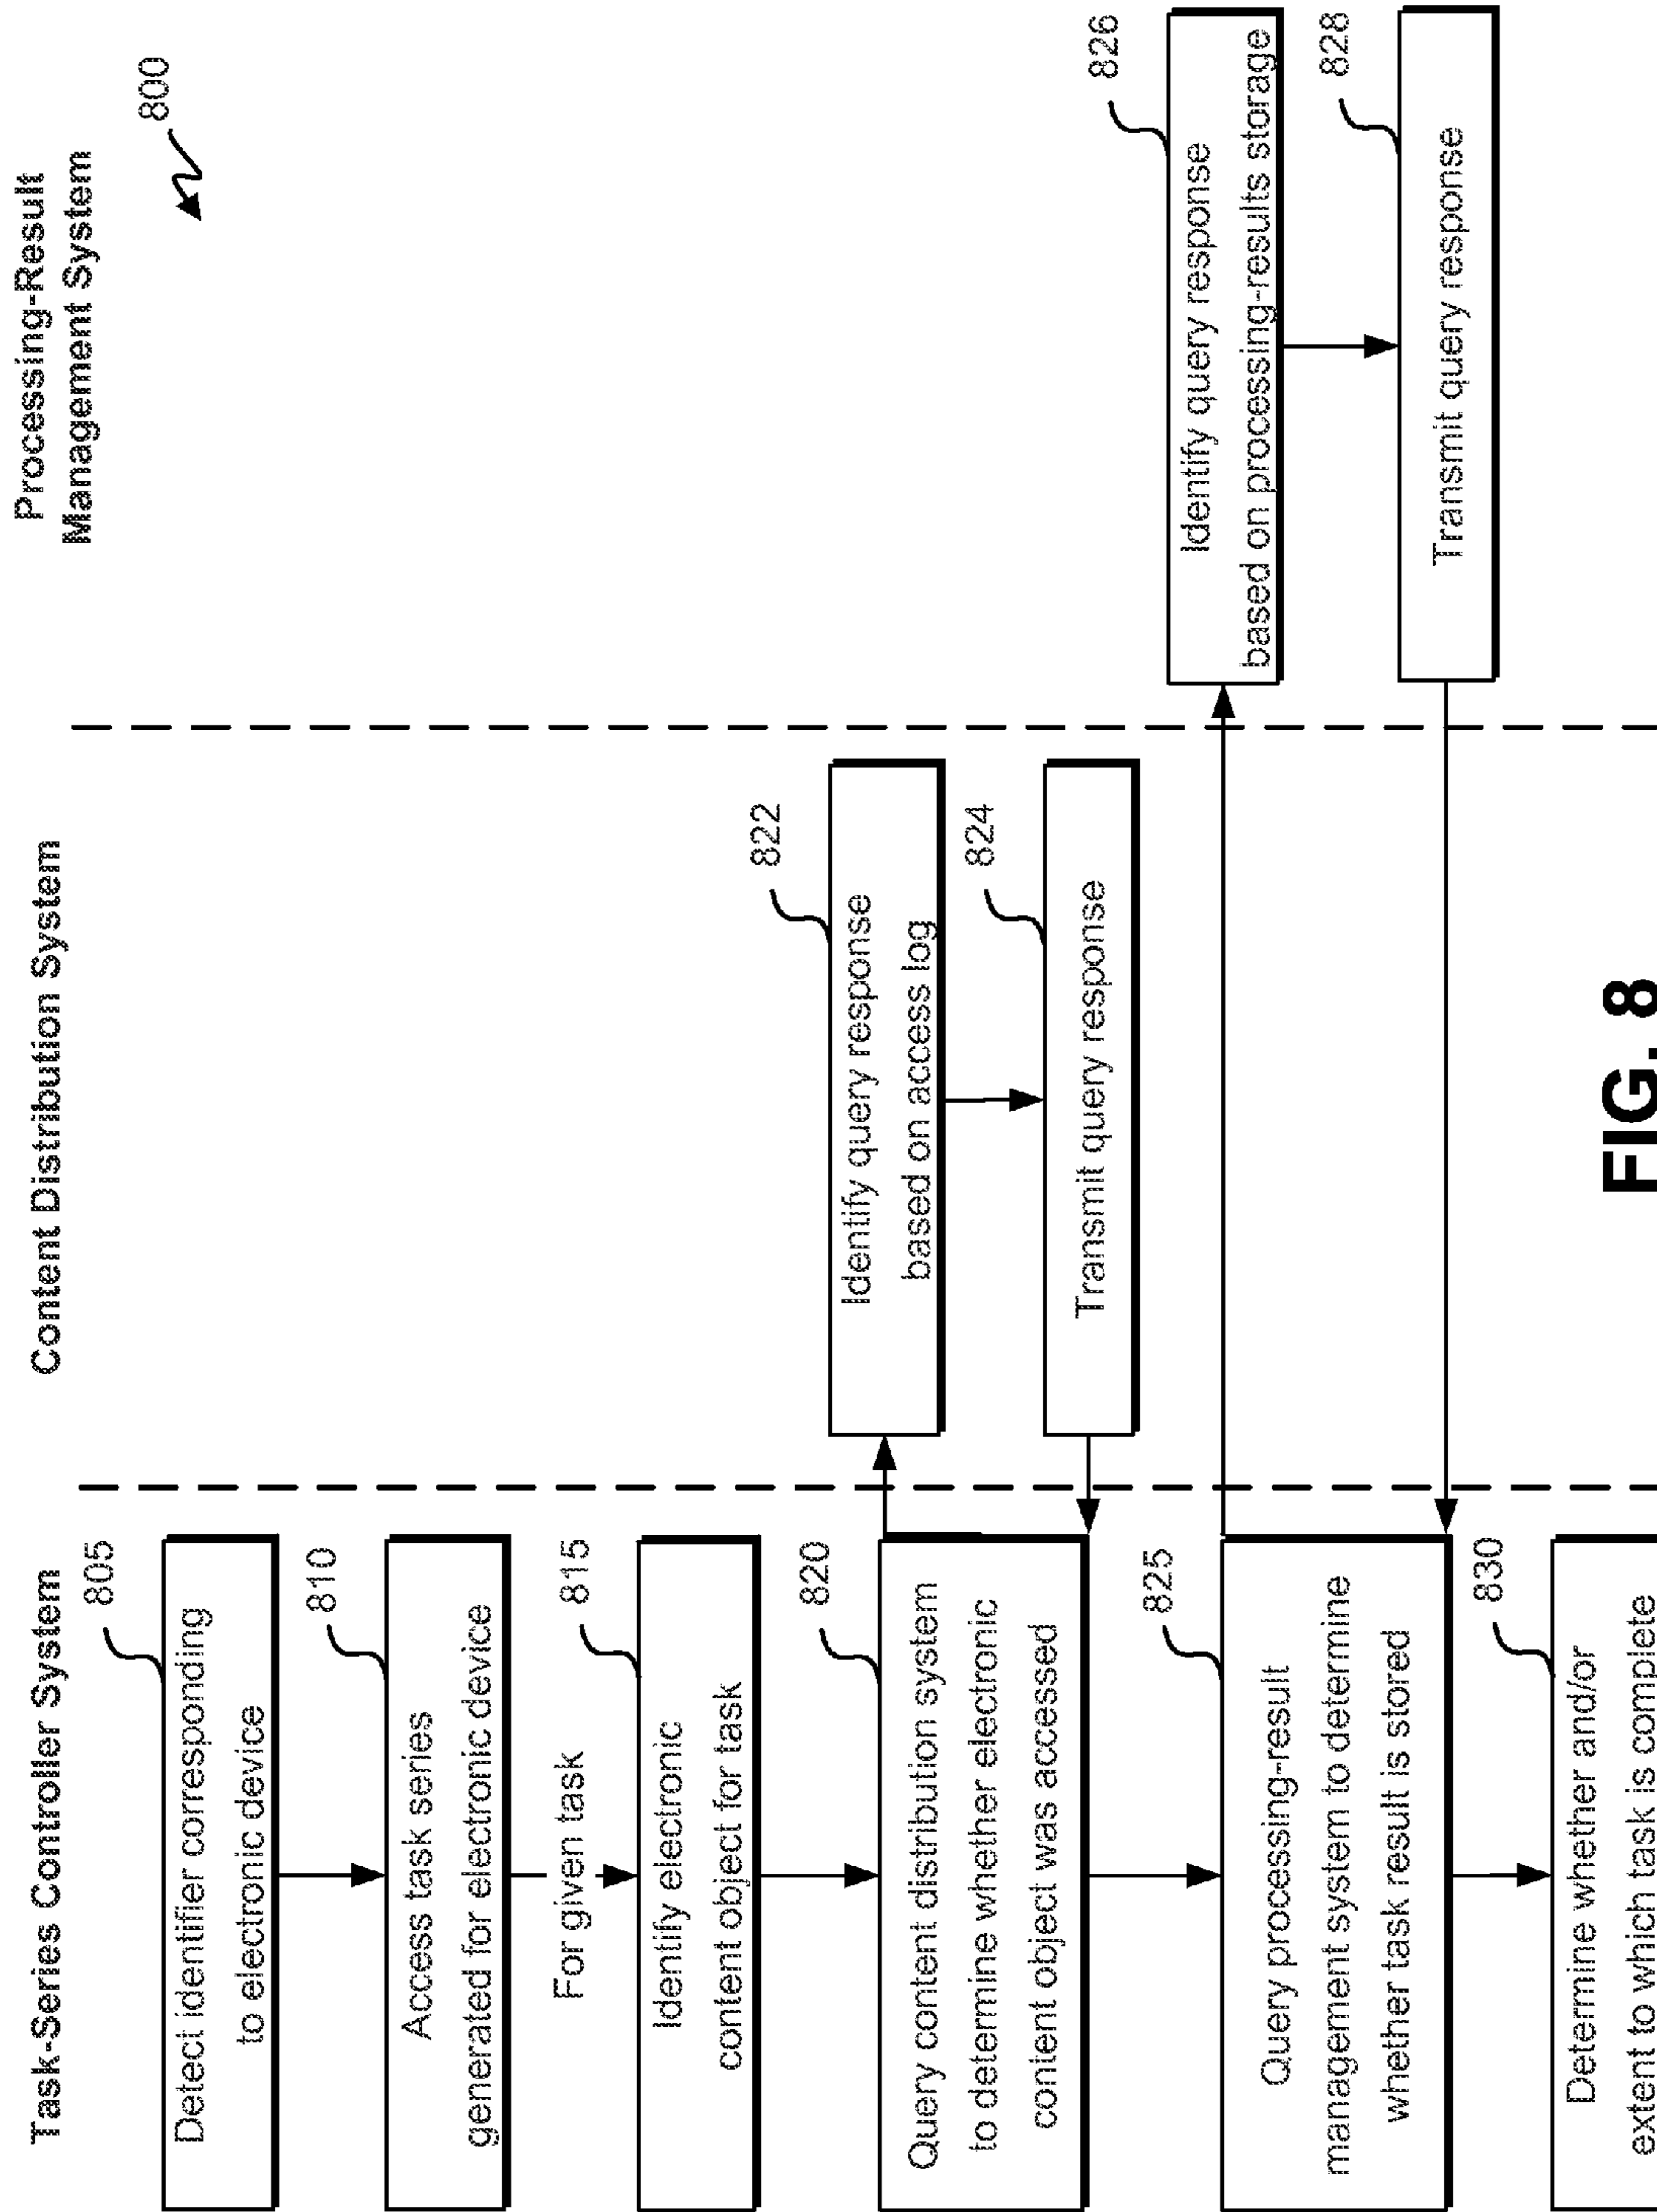 Task-Series Controller System
Content Distribution System
Processing-Result
Management System
800
805
Detect identifier corresponding
to electronic device
810
Access task series
generated for electronic device
For given task
815
Identify electronic
content object for task
820
Query content distribution system
to determine whether electronic
content object was accessed
822
Identify query response
based on access log
824
Transmit query response
825
Query processing-result
management system to determine
whether task result is stored
826
Identify query response
based on processing-results storage
828
Transmit query response
830
Determine whether and/or
extent to which task is complete
FIG. 8